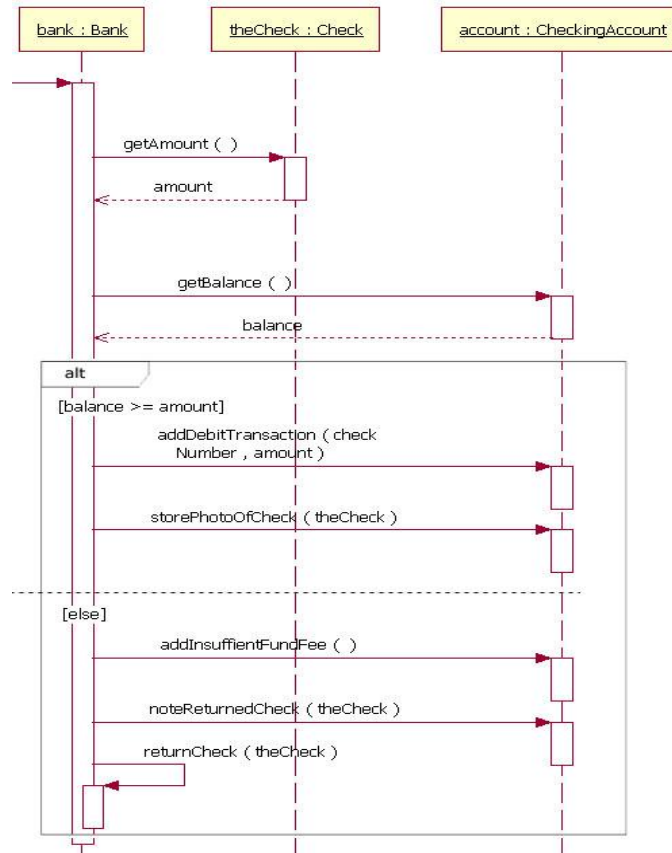 bank : Bank
theCheck : Check
account : CheckingAccount
getAmount ( )
amount
getBalance ( )
balance
alt
[balance >= amount]
addDebitTransaction ( check
Number , amount )
storePhotoOfCheck ( theCheck )
[else]
addInsuffientFundFee ( )
noteReturnedCheck ( theCheck )
returnCheck ( theCheck )